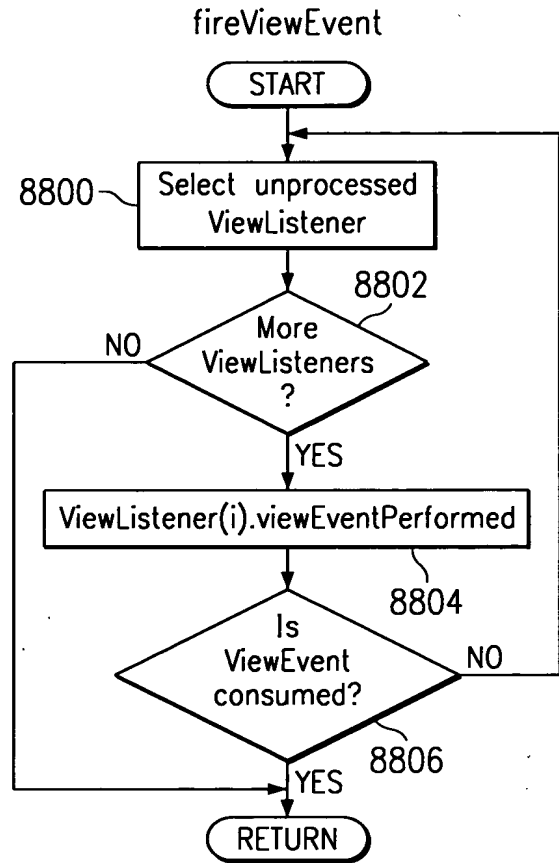 fireViewEvent
START
8800
Select unprocessed
ViewListener
8802
More
ViewListeners
?
NO
YES
ViewListener(i).viewEventPerformed
8804
Is
ViewEvent
consumed?
NO
8806
YES
RETURN